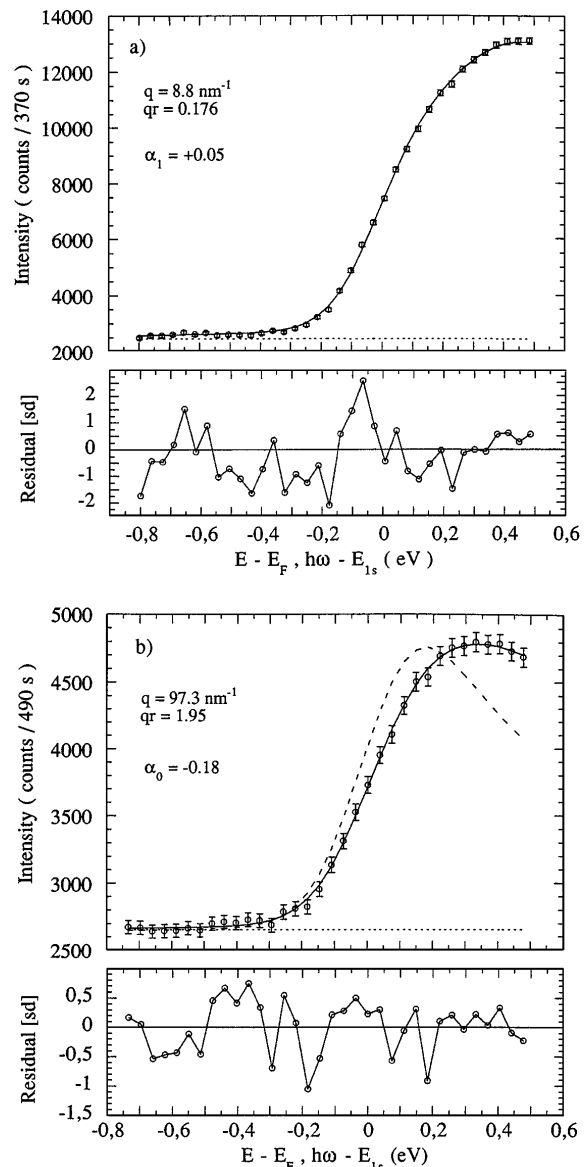 14000
a)
12000
q = 8.8 nm⁻¹
qr = 0.176
10000
α₁ = +0.05
8000
6000
4000
2000
Intensity ( counts / 370 s )
2
1
0
-1
-2
Residual [sd]
-0,8 -0,6 -0,4 -0,2 0 0,2 0,4 0,6
E - E_F , hω - E_1s ( eV )
5000
b)
4500
q = 97.3 nm⁻¹
qr = 1.95
4000
α₀ = -0.18
3500
3000
2500
Intensity ( counts / 490 s )
0,5
0
-0,5
-1
-1,5
Residual [sd]
-0,8 -0,6 -0,4 -0,2 0 0,2 0,4 0,6
E - E_F , hω - E_1s (eV)